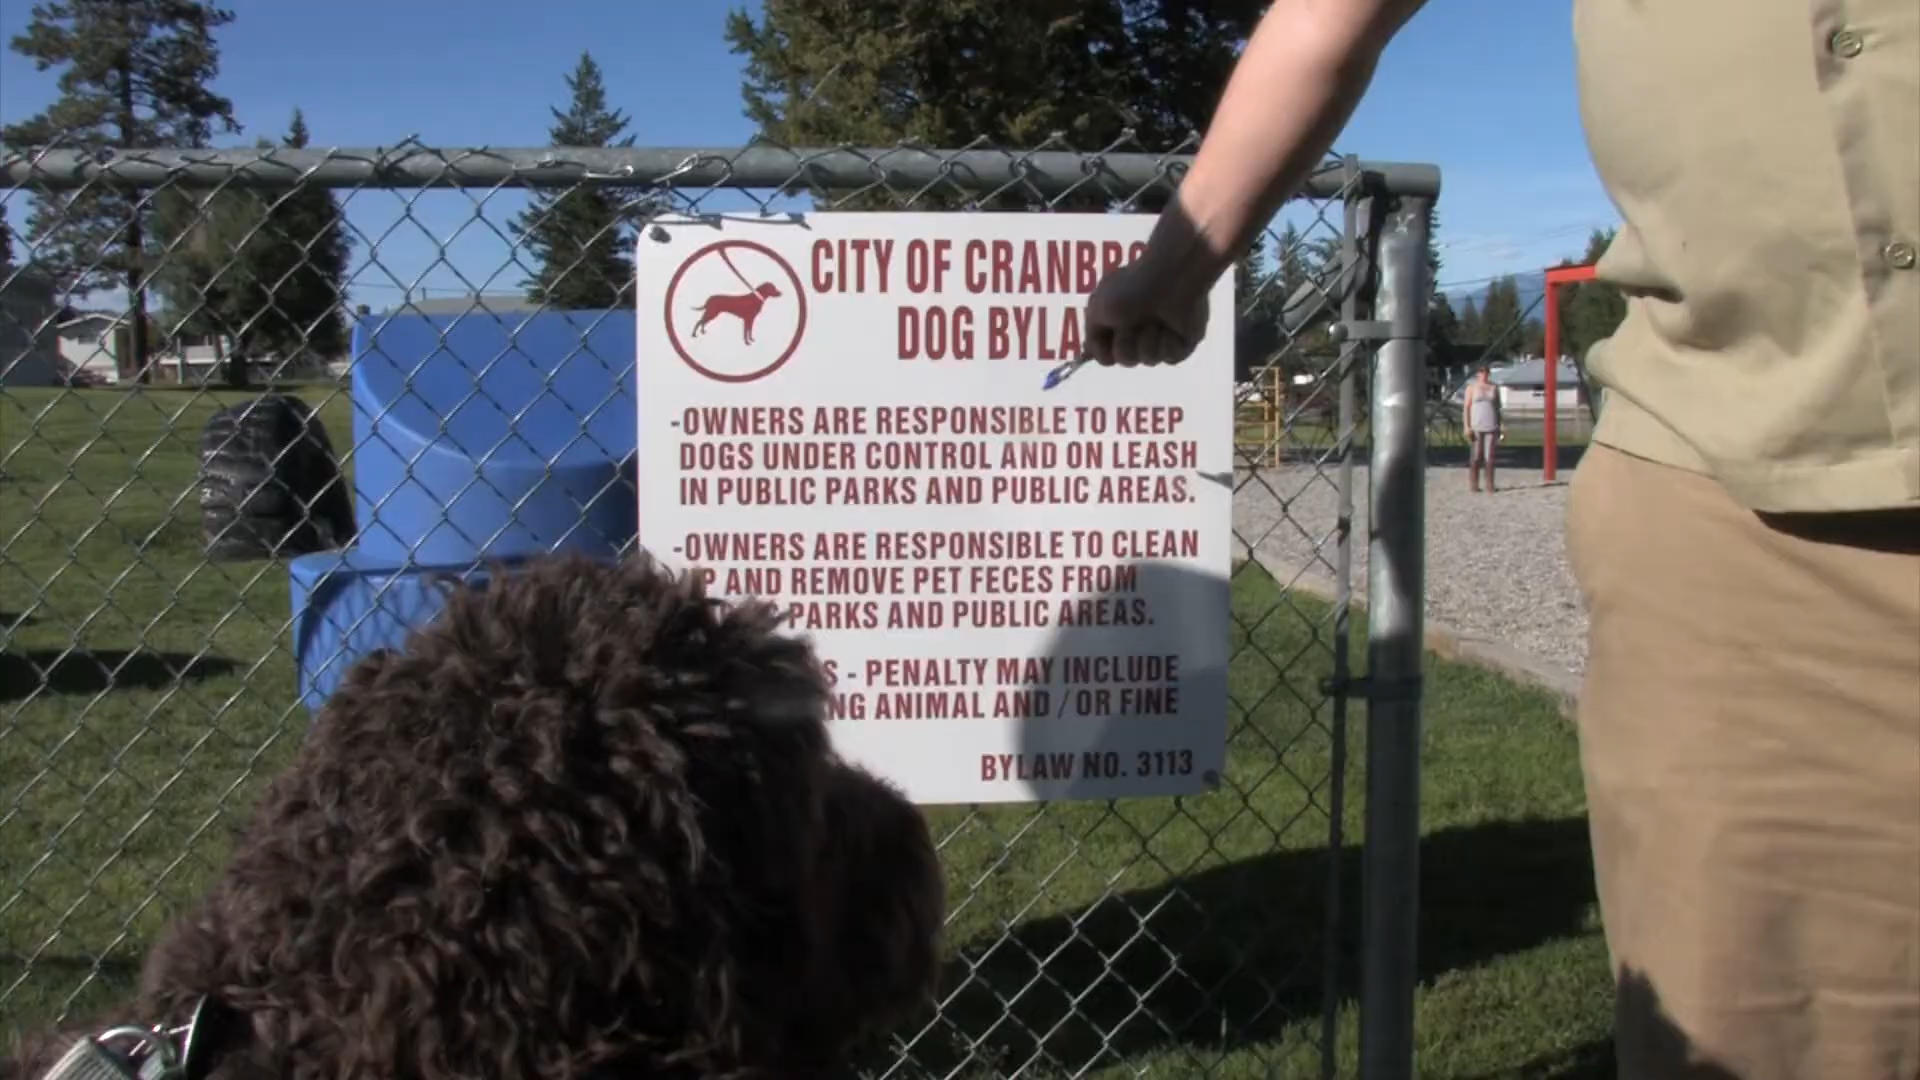 CITY OF
DOG
-OWNERS ARE RESPONSIBLE TO KEEP
DOGS UNDER CONTROL AND ON LEASH
IN PUBLIC PARKS AND PUBLIC AREAS.
-OWNERS ARE RESPONSIBLE TO CLEAN
AND REMOVE PET FECES FROM
PARKS AND PUBLIC AREAS.
- PENALTY MAY INCLUDE
ANIMAL AND / OR FINE
BYLAW NO. 3113